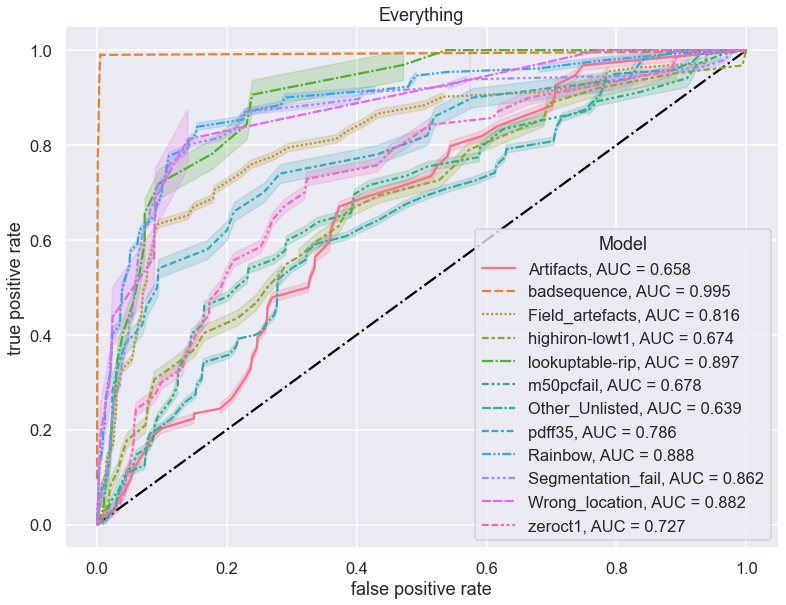 Everything
1.0
0.8
0.6
0.4
0.2
0.0
true positive rate
0.0 0.2 0.4 0.6 0.8 1.0
false positive rate
Model
Artifacts, AUC = 0.658
badsequence, AUC = 0.995
Field_artefacts, AUC = 0.816
highiron-lowt1, AUC = 0.674
lookuptable-rip, AUC = 0.897
m50pcfail, AUC = 0.678
Other_Unlisted, AUC = 0.639
pdff35, AUC = 0.786
Rainbow, AUC = 0.888
Segmentation_fail, AUC = 0.862
Wrong_location, AUC = 0.882
zeroct1, AUC = 0.727